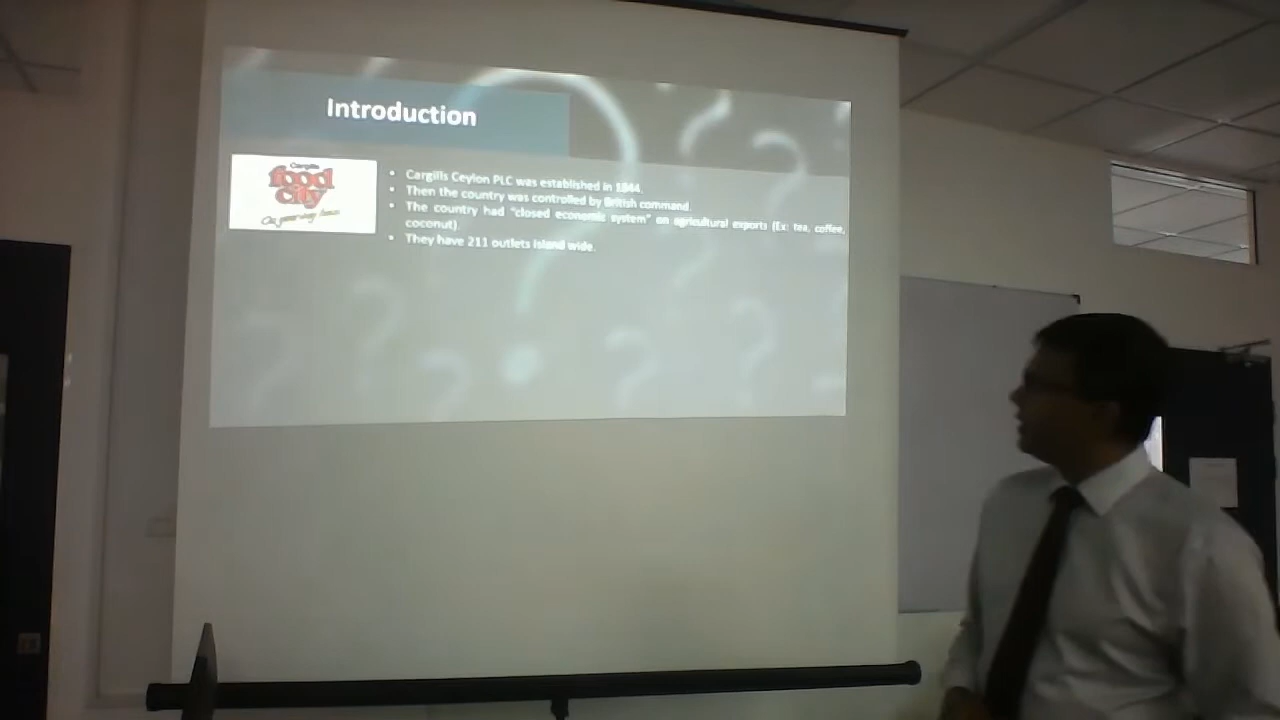 Introduction
Cargills
food
city
• Cargills Ceylon PLC was established in 1844.
• Then the country was controlled by British command.
• The country had “closed economic system” on agricultural exports (Ex: tea, coffee,
coconut).
• They have 211 outlets island wide.